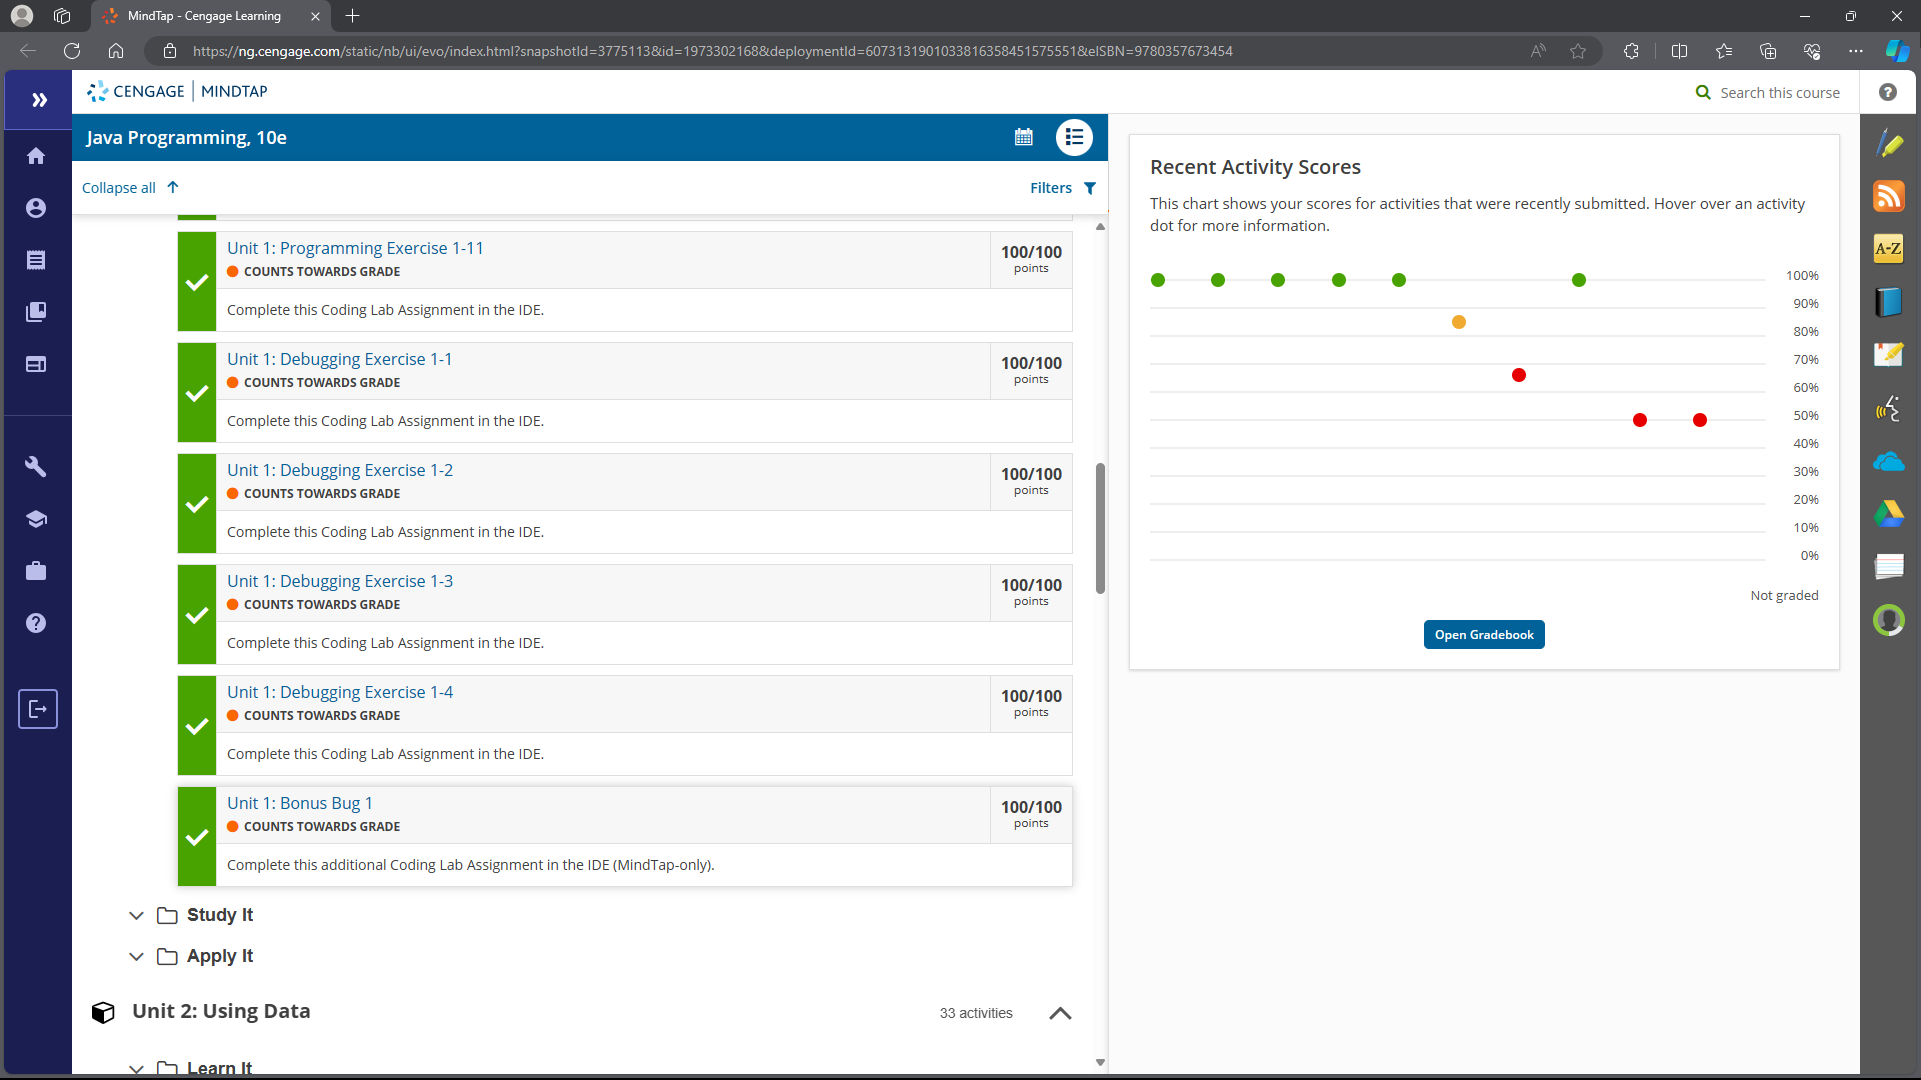 MindTap - Cengage Learning
https://ng.cengage.com/static/nb/ui/evo/index.html?snapshotId=3775113&id=1973302168&deploymentId=6073131901033816358451575551&eISBN=9780357673454
CENGAGE | MINDTAP
Search this course
Java Programming, 10e
Collapse all
Filters
Unit 1: Programming Exercise 1-11
COUNTS TOWARDS GRADE
100/100
points
Complete this Coding Lab Assignment in the IDE.
Unit 1: Debugging Exercise 1-1
COUNTS TOWARDS GRADE
100/100
points
Complete this Coding Lab Assignment in the IDE.
Unit 1: Debugging Exercise 1-2
COUNTS TOWARDS GRADE
100/100
points
Complete this Coding Lab Assignment in the IDE.
Unit 1: Debugging Exercise 1-3
COUNTS TOWARDS GRADE
100/100
points
Complete this Coding Lab Assignment in the IDE.
Unit 1: Debugging Exercise 1-4
COUNTS TOWARDS GRADE
100/100
points
Complete this Coding Lab Assignment in the IDE.
Unit 1: Bonus Bug 1
COUNTS TOWARDS GRADE
100/100
points
Complete this additional Coding Lab Assignment in the IDE (MindTap-only).
Study It
Apply It
Unit 2: Using Data
33 activities
Learn It
Recent Activity Scores
This chart shows your scores for activities that were recently submitted. Hover over an activity
dot for more information.
100%
90%
80%
70%
60%
50%
40%
30%
20%
10%
0%
Not graded
Open Gradebook
A-Z